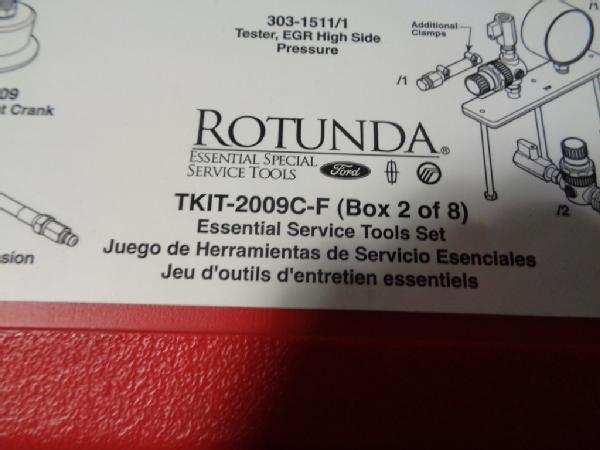 303-1511/1
Tester, EGR High Side
Pressure
Additional
Clamps
/1
/1
09
t Crank
ROTUNDA®
ESSENTIAL SPECIAL
SERVICE TOOLS
Ford
/2
TKIT-2009C-F (Box 2 of 8)
Essential Service Tools Set
Juego de Herramientas de Servicio Esenciales
Jeu d'outils d'entretien essentiels
sion